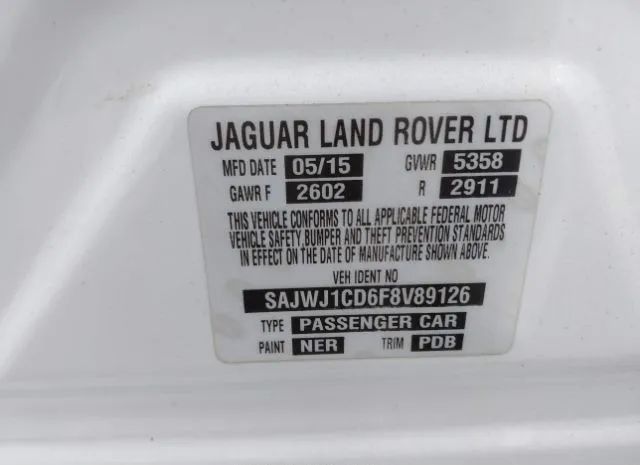 JAGUAR LAND ROVER LTD
MFD DATE 05/15 GVWR 5358
GAWR F 2602 R 2911
THIS VEHICLE CONFORMS TO ALL APPLICABLE FEDERAL MOTOR
VEHICLE SAFETY, BUMPER AND THEFT PREVENTION STANDARDS
IN EFFECT ON THE DATE OF MANUFACTURE SHOWN ABOVE.
VEH IDENT NO
SAJWJ1CD6F8V89126
TYPE PASSENGER CAR
PAINT NER TRIM PDB